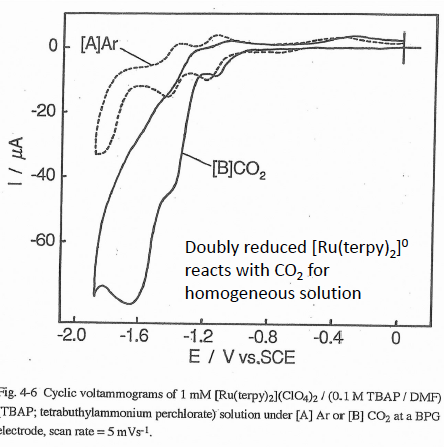 [A]Ar
0
-20
-40
-60
I / μA
[B]CO2
Doubly reduced [Ru(terpy)2]0
reacts with CO2 for
homogeneous solution
-2.0 -1.6 -1.2 -0.8 -0.4 0
E / V vs.SCE
Fig. 4-6 Cyclic voltammograms of 1 mM [Ru(terpy)2](ClO4)2 / (0.1 M TBAP / DMF)
(TBAP; tetrabuthylammonium perchlorate) solution under [A] Ar or [B] CO2 at a BPG
electrode, scan rate = 5 mVs-1.